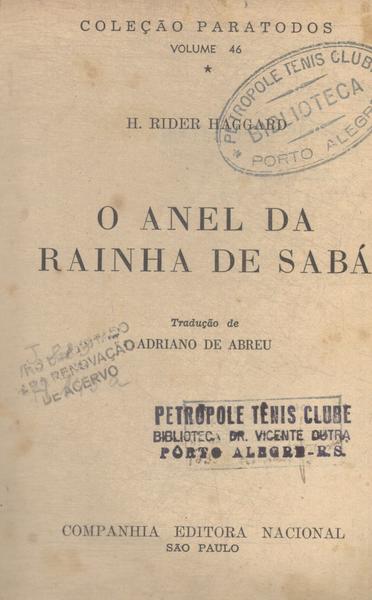 COLEÇÃO PARATODOS
VOLUME 46
PETROPOLE TENIS CLUBE
BIBLIOTECA
PORTO ALEGRE
H. RIDER HAGGARD
O ANEL DA
RAINHA DE SABÁ
Tradução de
ADRIANO DE ABREU
RENOVAÇÃO
DE ACERVO
PETRÓPOLE TÊNIS CLUBE
BIBLIOTECA DR. VICENTE DUTRA
PÔRTO ALEGRE-R.S.
COMPANHIA EDITORA NACIONAL
SÃO PAULO